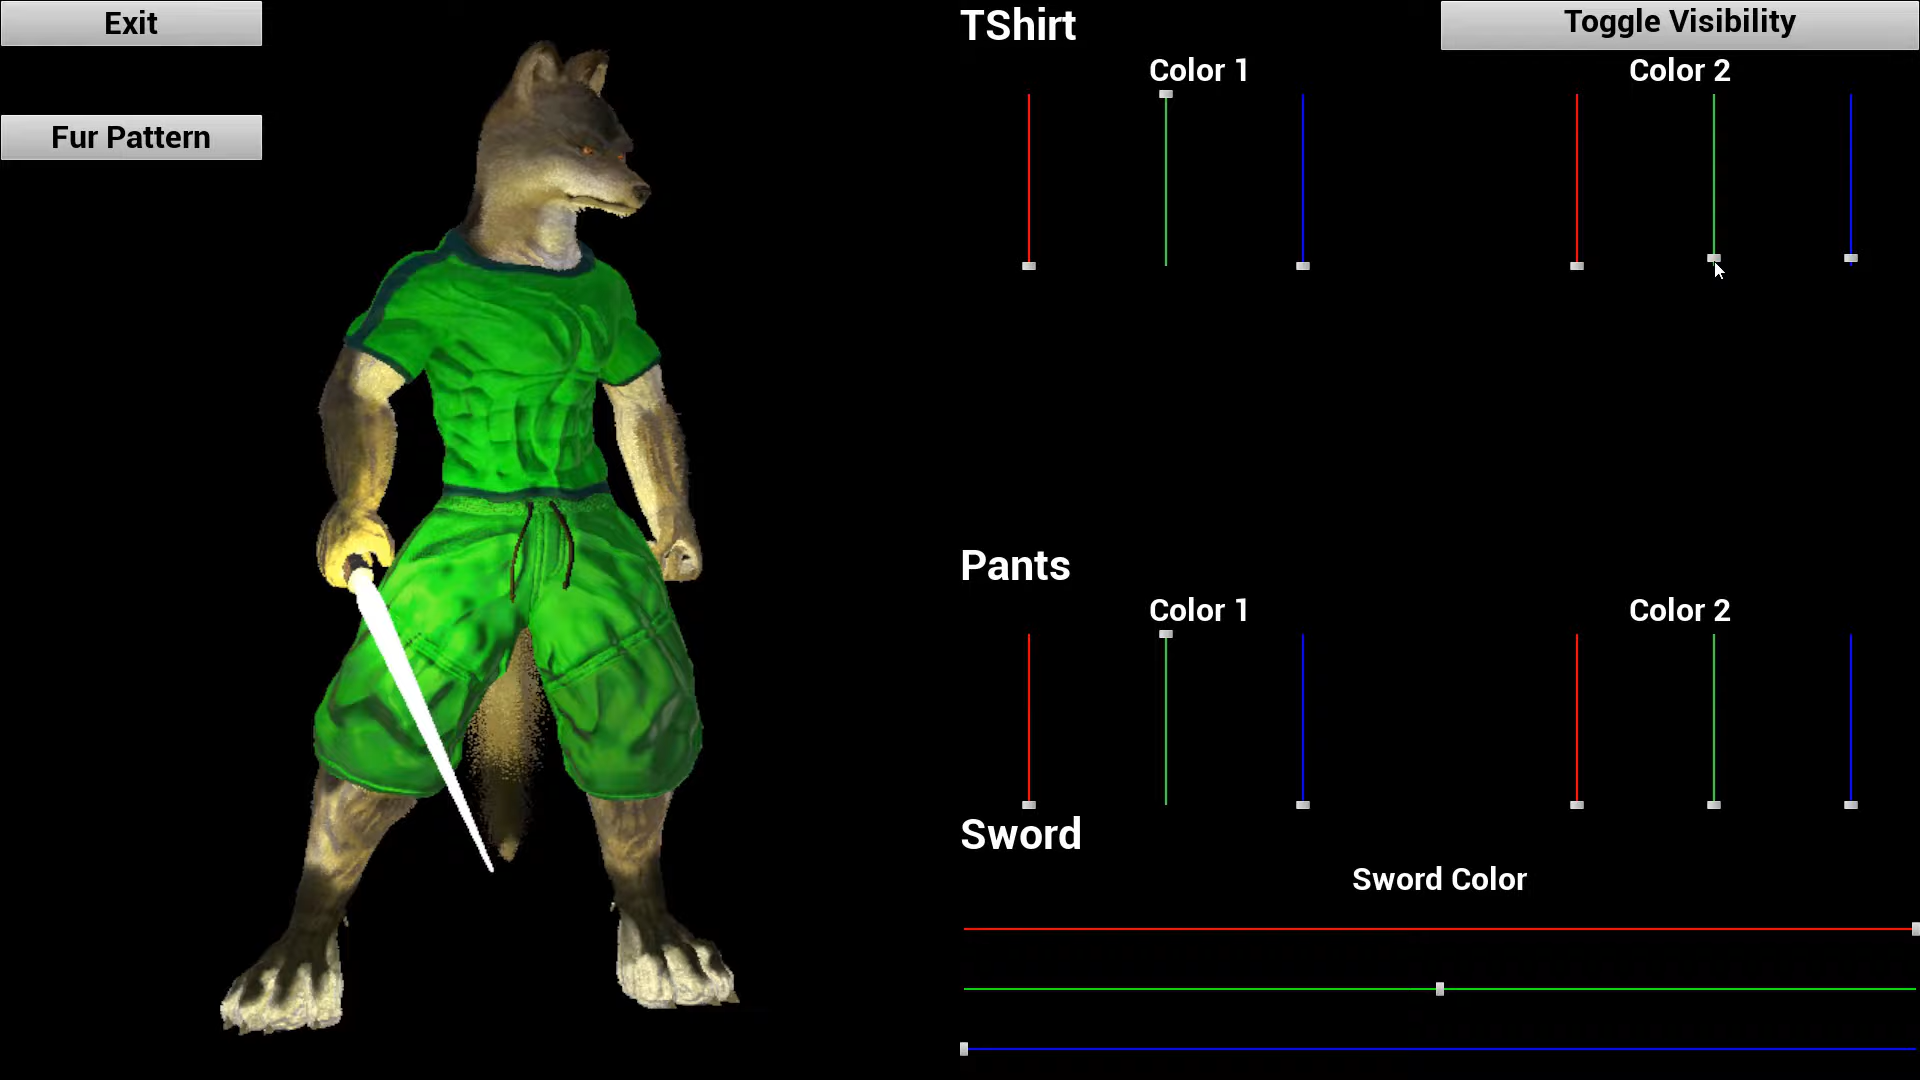 Exit
Fur Pattern
TShirt
Toggle Visibility
Color 1
Color 2
Pants
Color 1
Color 2
Sword
Sword Color